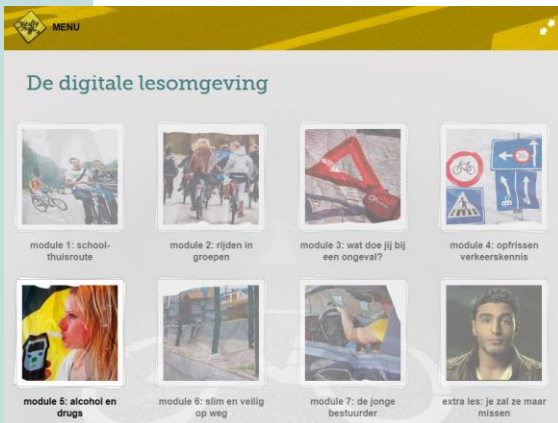 MENU
De digitale lesomgeving
module 1: school-
thuisroute
module 2: rijden in
groepen
module 3: wat doe jij bij
een ongeval?
module 4: opfrissen
verkeerskennis
module 5: alcohol en
drugs
module 6: slim en veilig
op weg
module 7: de jonge
bestuurder
extra les: je zal ze maar
missen